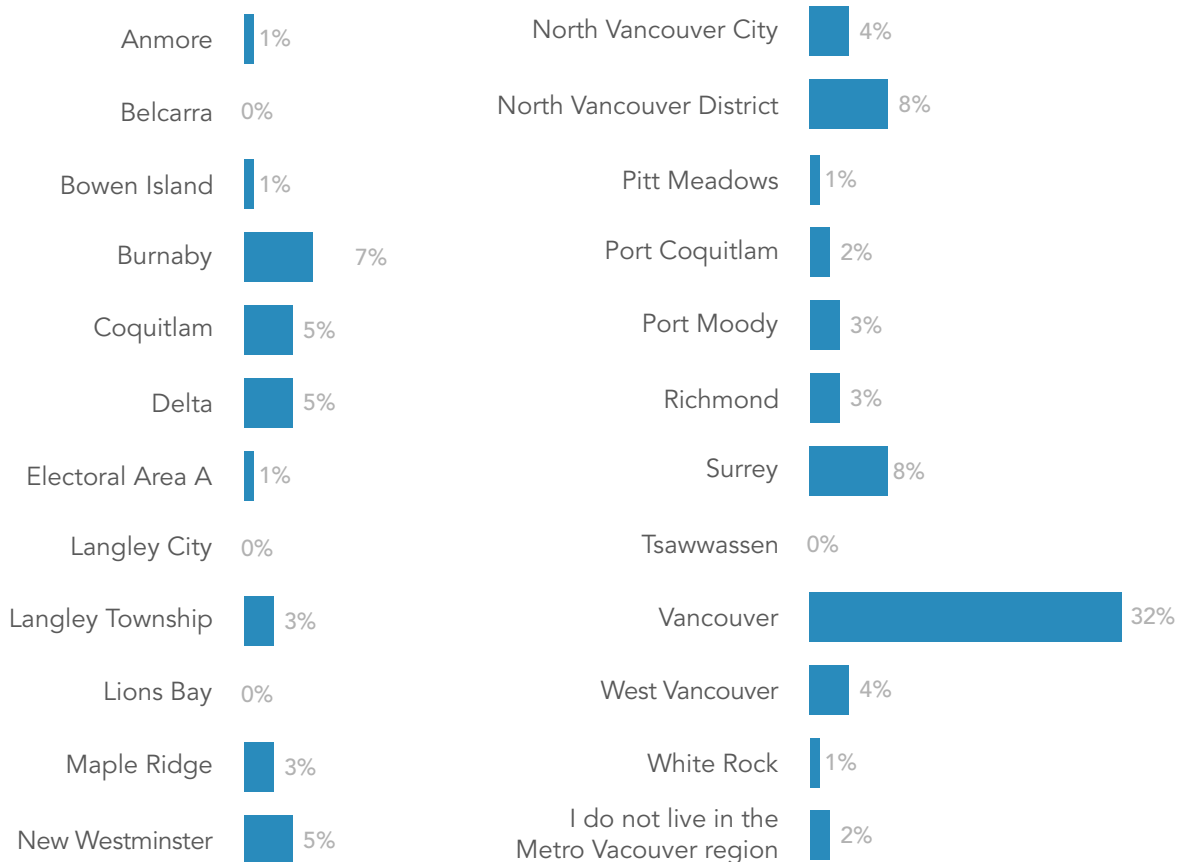 Anmore 1%
Belcarra 0%
Bowen Island 1%
Burnaby 7%
Coquitlam 5%
Delta 5%
Electoral Area A 1%
Langley City 0%
Langley Township 3%
Lions Bay 0%
Maple Ridge 3%
New Westminster 5%
North Vancouver City 4%
North Vancouver District 8%
Pitt Meadows 1%
Port Coquitlam 2%
Port Moody 3%
Richmond 3%
Surrey 8%
Tsawwassen 0%
Vancouver 32%
West Vancouver 4%
White Rock 1%
I do not live in the
Metro Vacouver region 2%